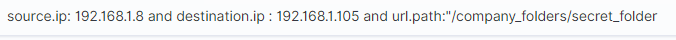 source.ip: 192.168.1.8 and destination.ip : 192.168.1.105 and url.path:"/company_folders/secret_folder